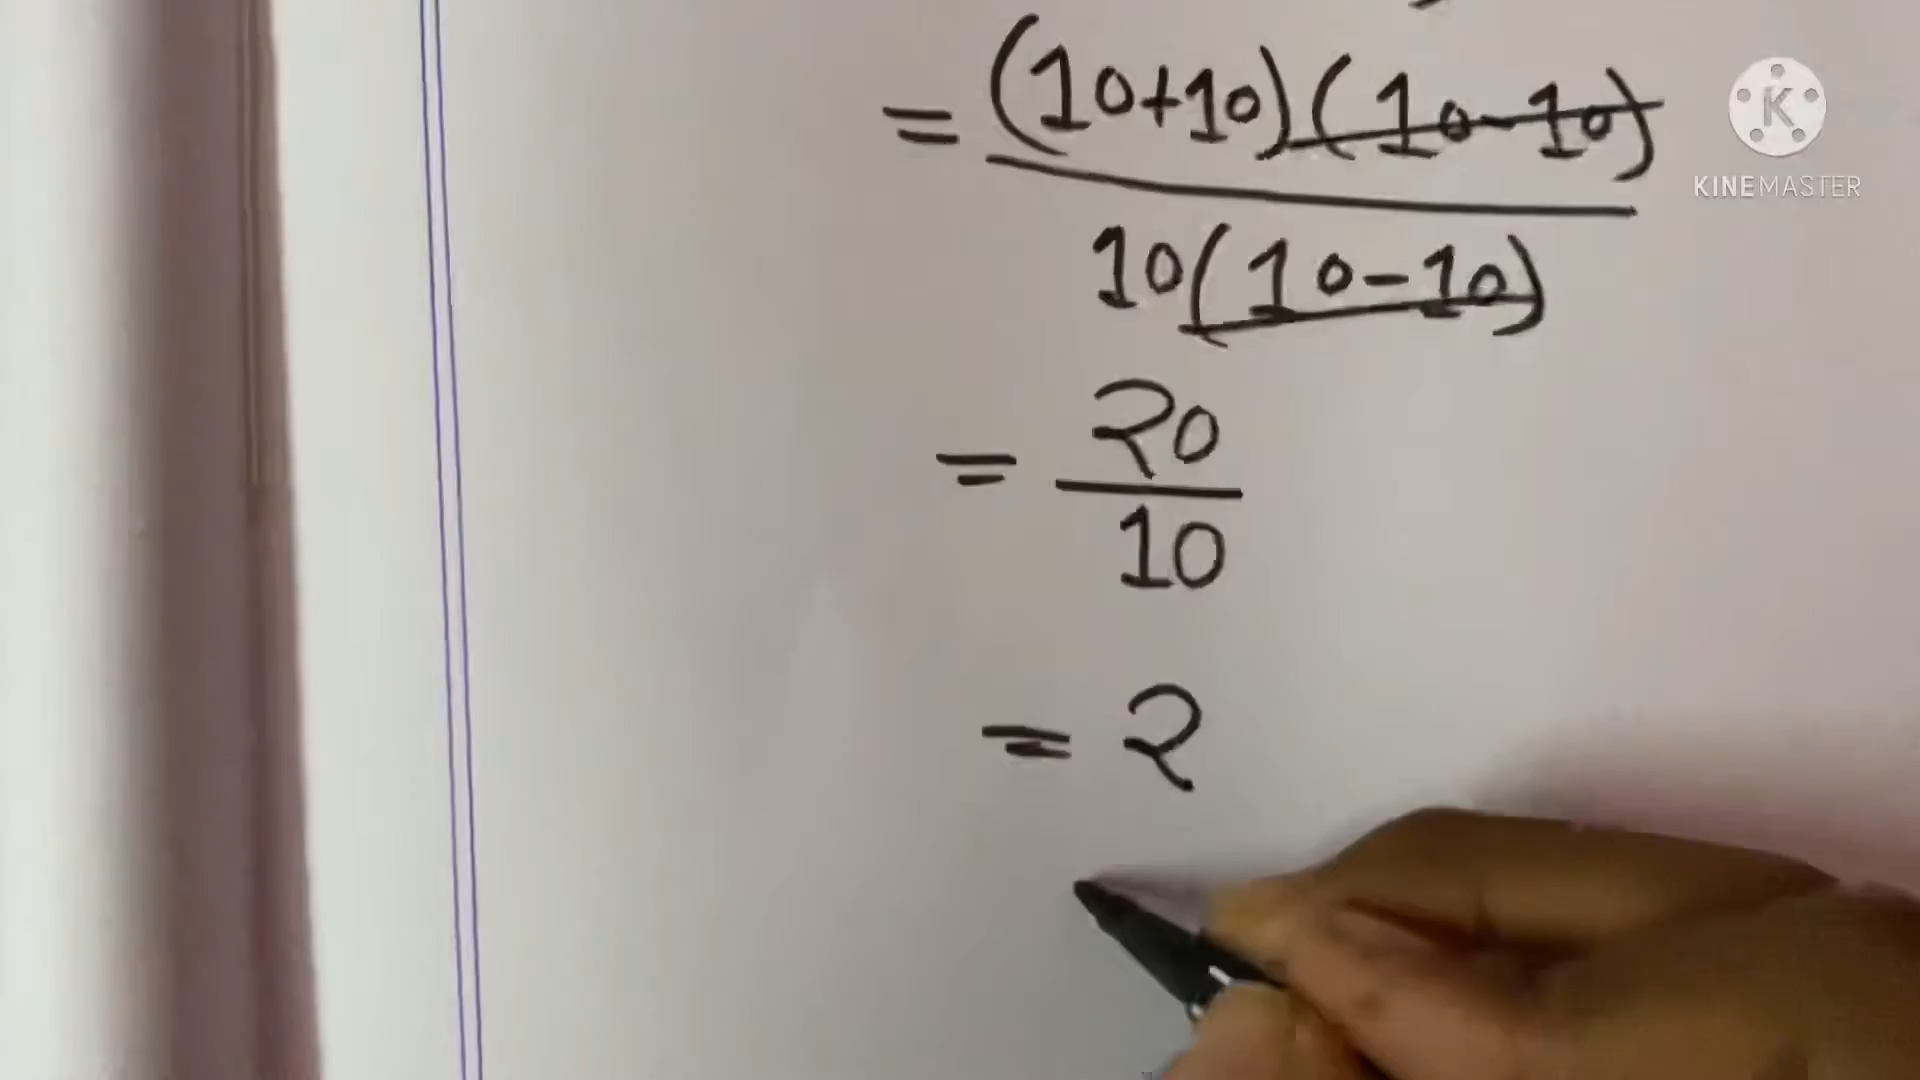 = (10+10)(10-10)
10(10-10)
= 20
10
= 2
K
KINEMASTER